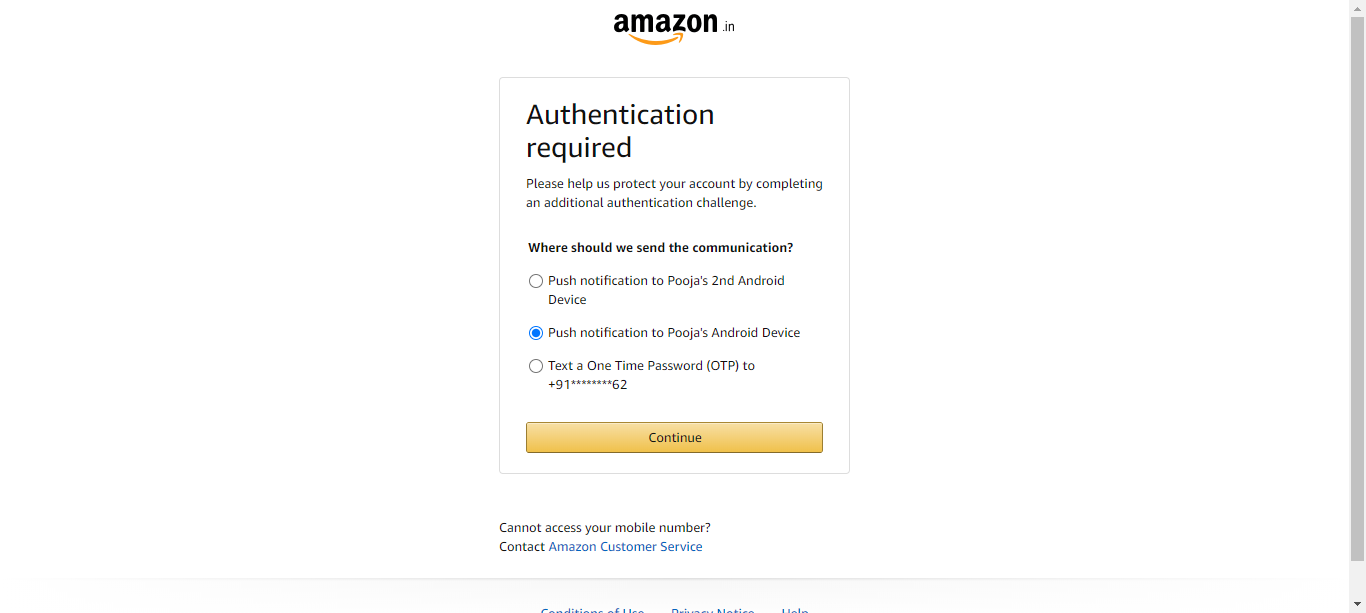 amazon.in
Authentication
required
Please help us protect your account by completing
an additional authentication challenge.
Where should we send the communication?
Push notification to Pooja's 2nd Android
Device
Push notification to Pooja's Android Device
Text a One Time Password (OTP) to
+91********62
Continue
Cannot access your mobile number?
Contact Amazon Customer Service
Conditions of Use Privacy Notice Help